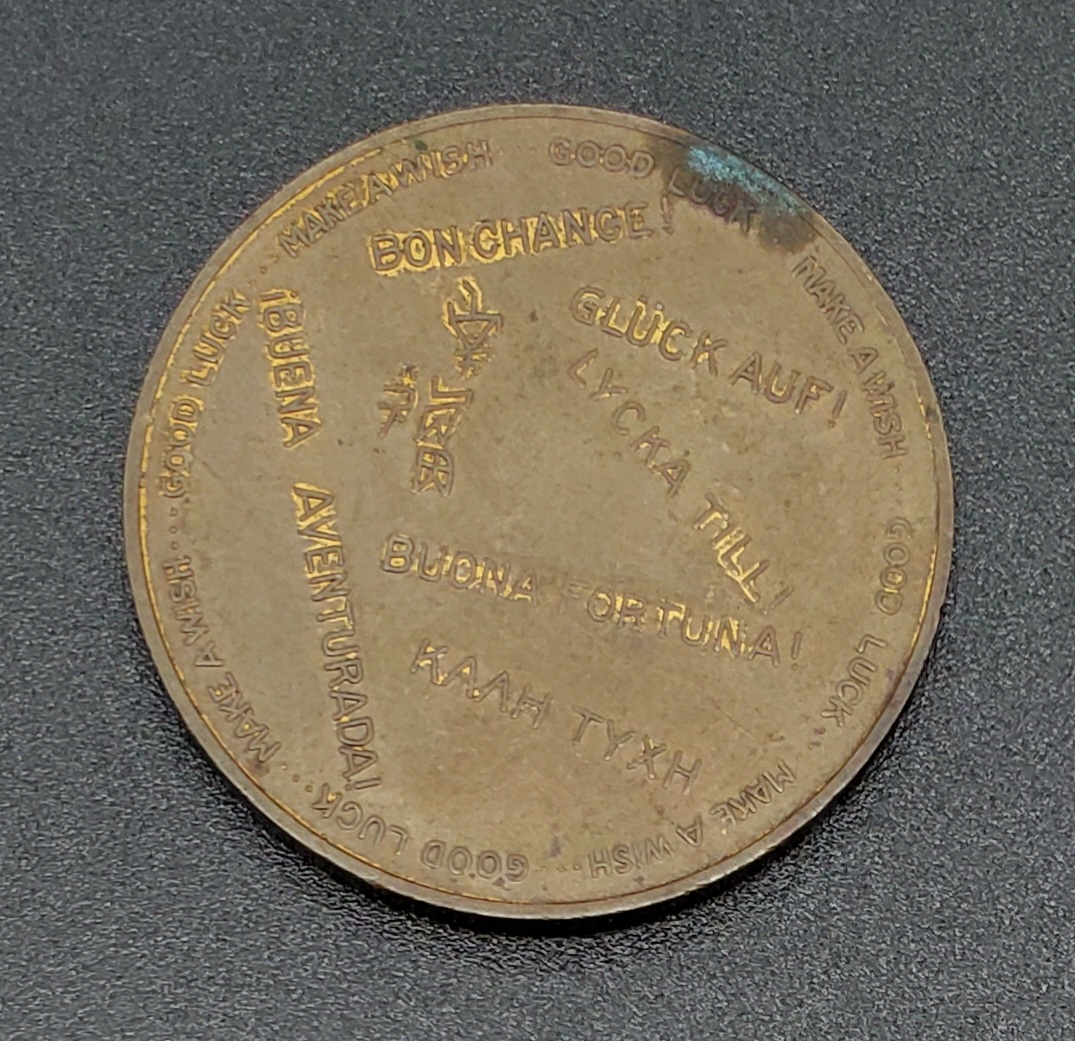 MAKE A WISH ... GOOD LUCK ... MAKE A WISH ... GOOD LUCK ... MAKE A WISH ... GOOD LUCK ... MAKE A WISH .... GOOD LUCK ...
BON CHANCE!
¡BUENA AVENTURADA!
GLÜCK AUF!
LYCKA TILL!
BUONA FORTUNA!
ΚΑΛΗ ΤΥΧΗ